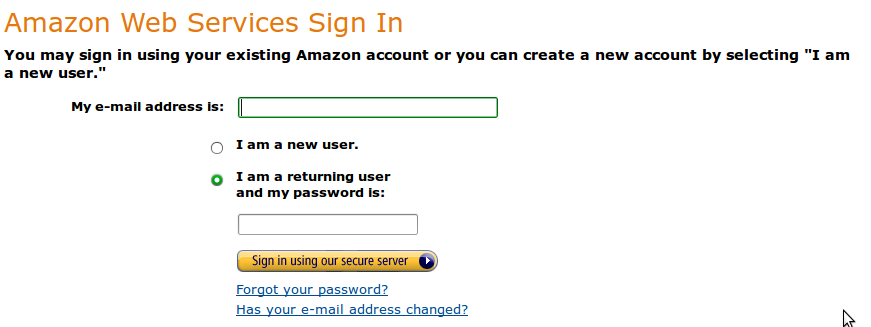 Amazon Web Services Sign In
You may sign in using your existing Amazon account or you can create a new account by selecting "I am
a new user."
My e-mail address is:
I am a new user.
I am a returning user
and my password is:
Sign in using our secure server
Forgot your password?
Has your e-mail address changed?